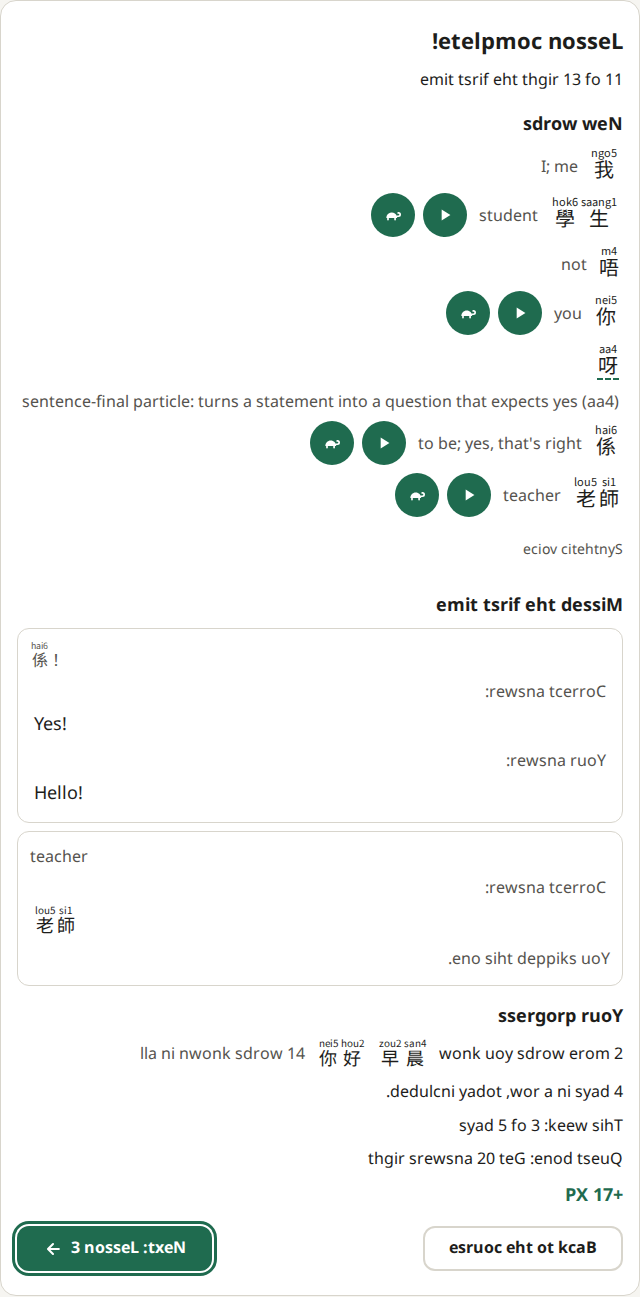 !etelpmoc nosseL
emit tsrif eht thgir 13 fo 11
sdrow weN
ngo5
I; me 我
hok6 saang1
student 學生
m4
not 唔
nei5
you 你
aa4
呀
sentence-final particle: turns a statement into a question that expects yes (aa4)
hai6
to be; yes, that's right 係
lou5 si1
teacher 老師
eciov citehtnyS
emit tsrif eht dessiM
hai6
係！
:rewsna tcerroC
Yes!
:rewsna ruoY
Hello!
teacher
:rewsna tcerroC
lou5 si1
老師
.eno siht deppiks uoY
ssergorp ruoY
nei5 hou2 zou2 san4
lla ni nwonk sdrow 14 你好 早晨 wonk uoy sdrow erom 2
.dedulcni yadot ,wor a ni syad 4
syad 5 fo 3 :keew sihT
thgir srewsna 20 teG :enod tseuQ
PX 17+
← 3 nosseL :txeN
esruoc eht ot kcaB